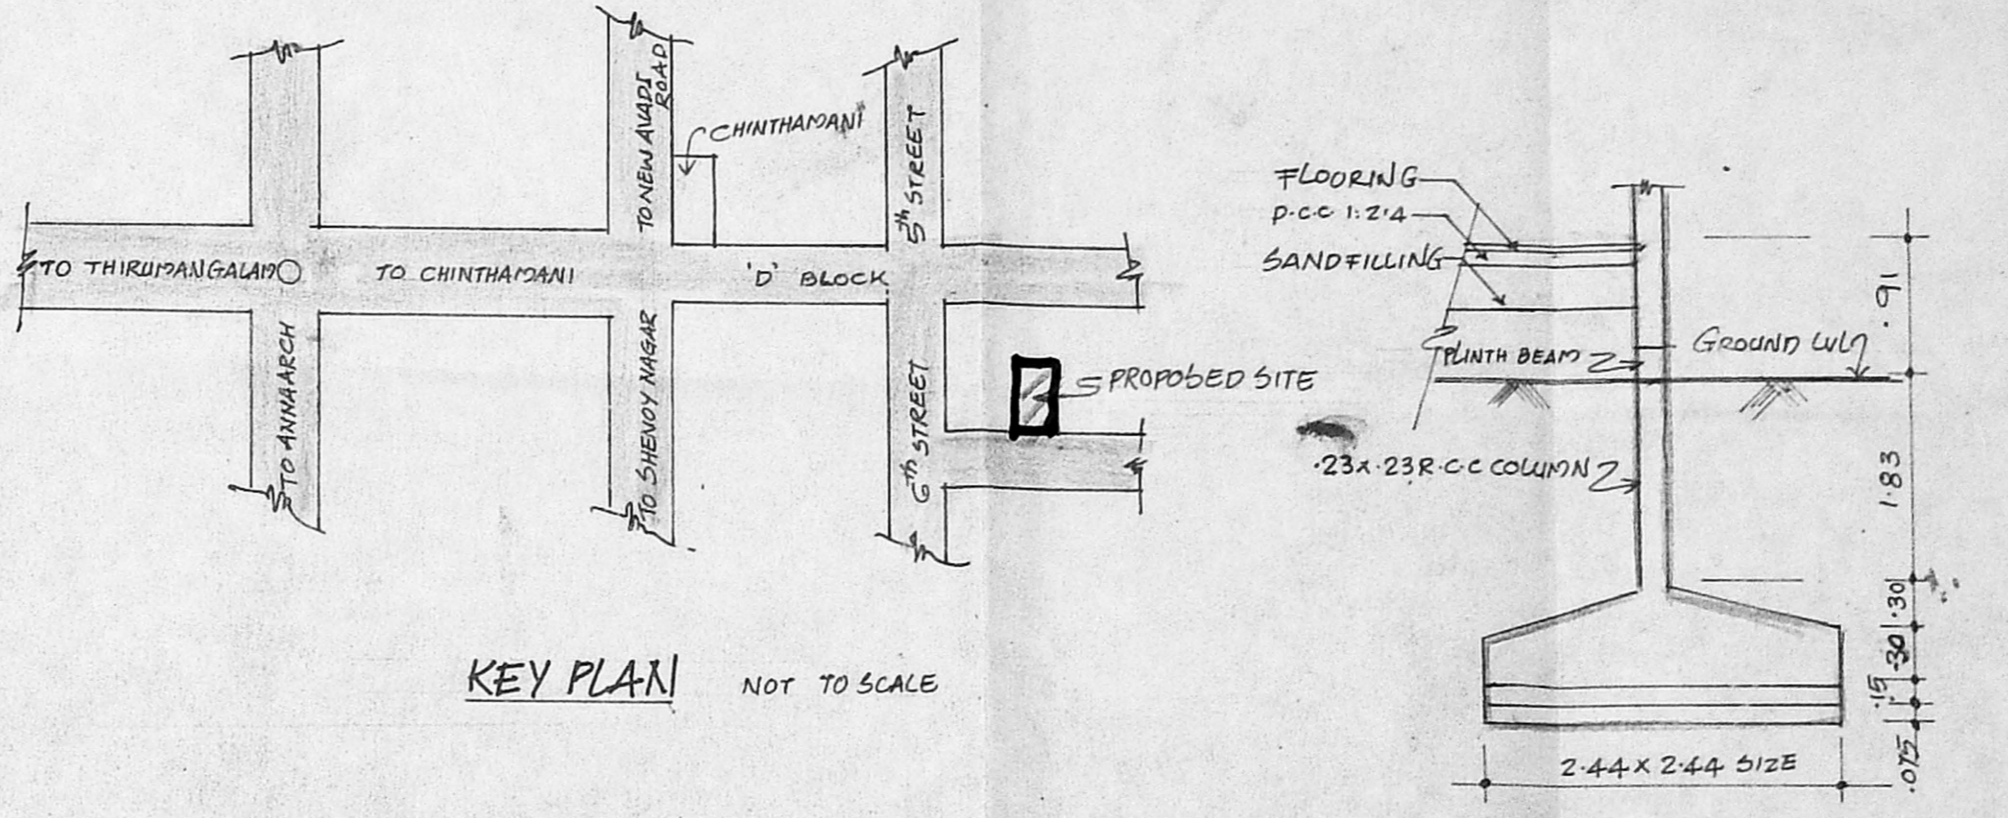 TO NEW AVADI
ROAD
CHINTHAMANI
5th STREET
TO THIRUMANGALAM
TO CHINTHAMANI
'D' BLOCK
TO ANNA ARCH
TO SHENOY NAGAR
6th STREET
PROPOSED SITE
KEY PLAN
NOT TO SCALE
FLOORING
P.C.C 1:2:4
SANDFILLING
PLINTH BEAM
GROUND LVL
.23x.23 R.C.C COLUMN
.91
1.83
.30
.30
.15
.075
2.44 x 2.44 SIZE